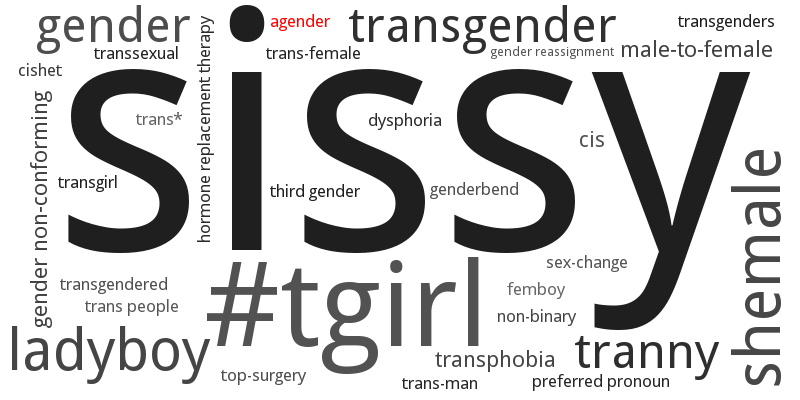 gender
agender
transgender
transgenders
transsexual
trans-female
gender reassignment
male-to-female
cishet
hormone replacement therapy
sissy
trans*
dysphoria
cis
gender non-conforming
transgirl
third gender
genderbend
shemale
#tgirl
sex-change
transgendered
femboy
trans people
non-binary
ladyboy
tranny
transphobia
top-surgery
trans-man
preferred pronoun